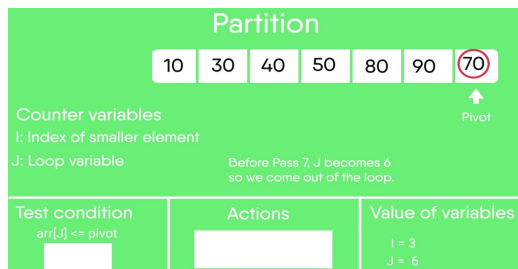 Partition
10 30 40 50 80 90 70
Pivot
Counter variables
I: Index of smaller element
J: Loop variable
Before Pass 7, J becomes 6
so we come out of the loop.
Test condition
arr[J] <= pivot
Actions
Value of variables
I = 3
J = 6